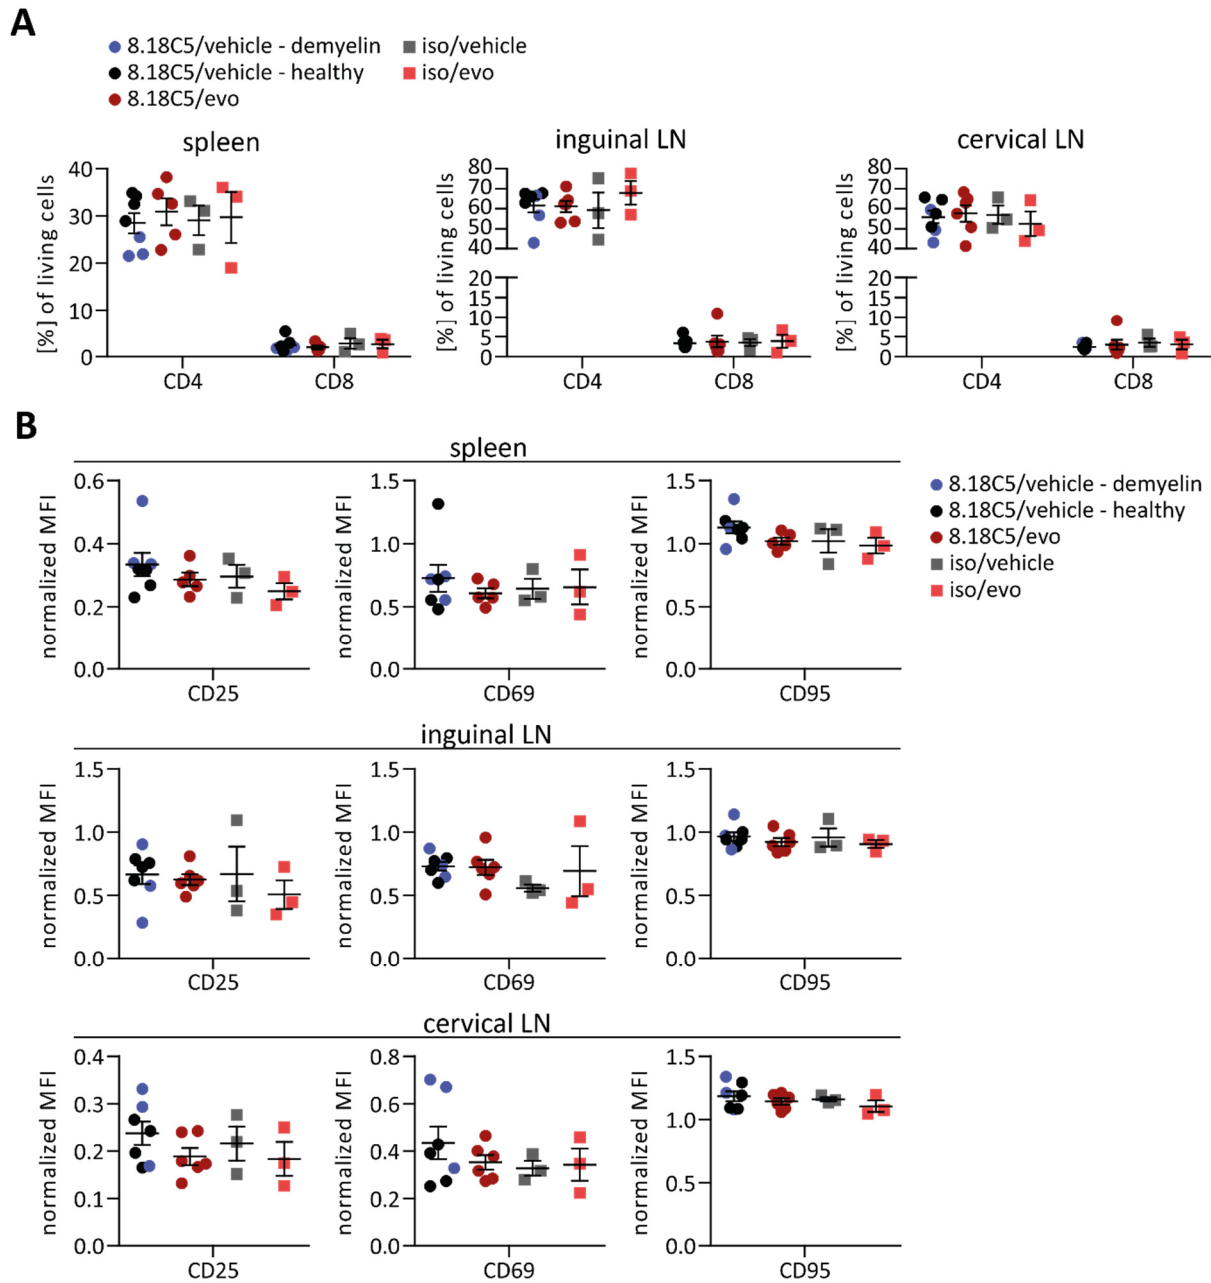 A
8.18C5/vehicle - demyelin
iso/vehicle
8.18C5/vehicle - healthy
iso/evo
8.18C5/evo
spleen
inguinal LN
cervical LN
[%] of living cells
40
30
20
10
0
CD4
CD8
[%] of living cells
80
70
60
50
40
20
15
10
5
0
CD4
CD8
[%] of living cells
80
70
60
50
40
20
15
10
5
0
CD4
CD8
B
spleen
normalized MFI
0.6
0.4
0.2
0.0
CD25
normalized MFI
1.5
1.0
0.5
0.0
CD69
normalized MFI
1.5
1.0
0.5
0.0
CD95
8.18C5/vehicle - demyelin
8.18C5/vehicle - healthy
8.18C5/evo
iso/vehicle
iso/evo
inguinal LN
normalized MFI
1.5
1.0
0.5
0.0
CD25
normalized MFI
1.5
1.0
0.5
0.0
CD69
normalized MFI
1.5
1.0
0.5
0.0
CD95
cervical LN
normalized MFI
0.4
0.3
0.2
0.1
0.0
CD25
normalized MFI
0.8
0.6
0.4
0.2
0.0
CD69
normalized MFI
1.5
1.0
0.5
0.0
CD95